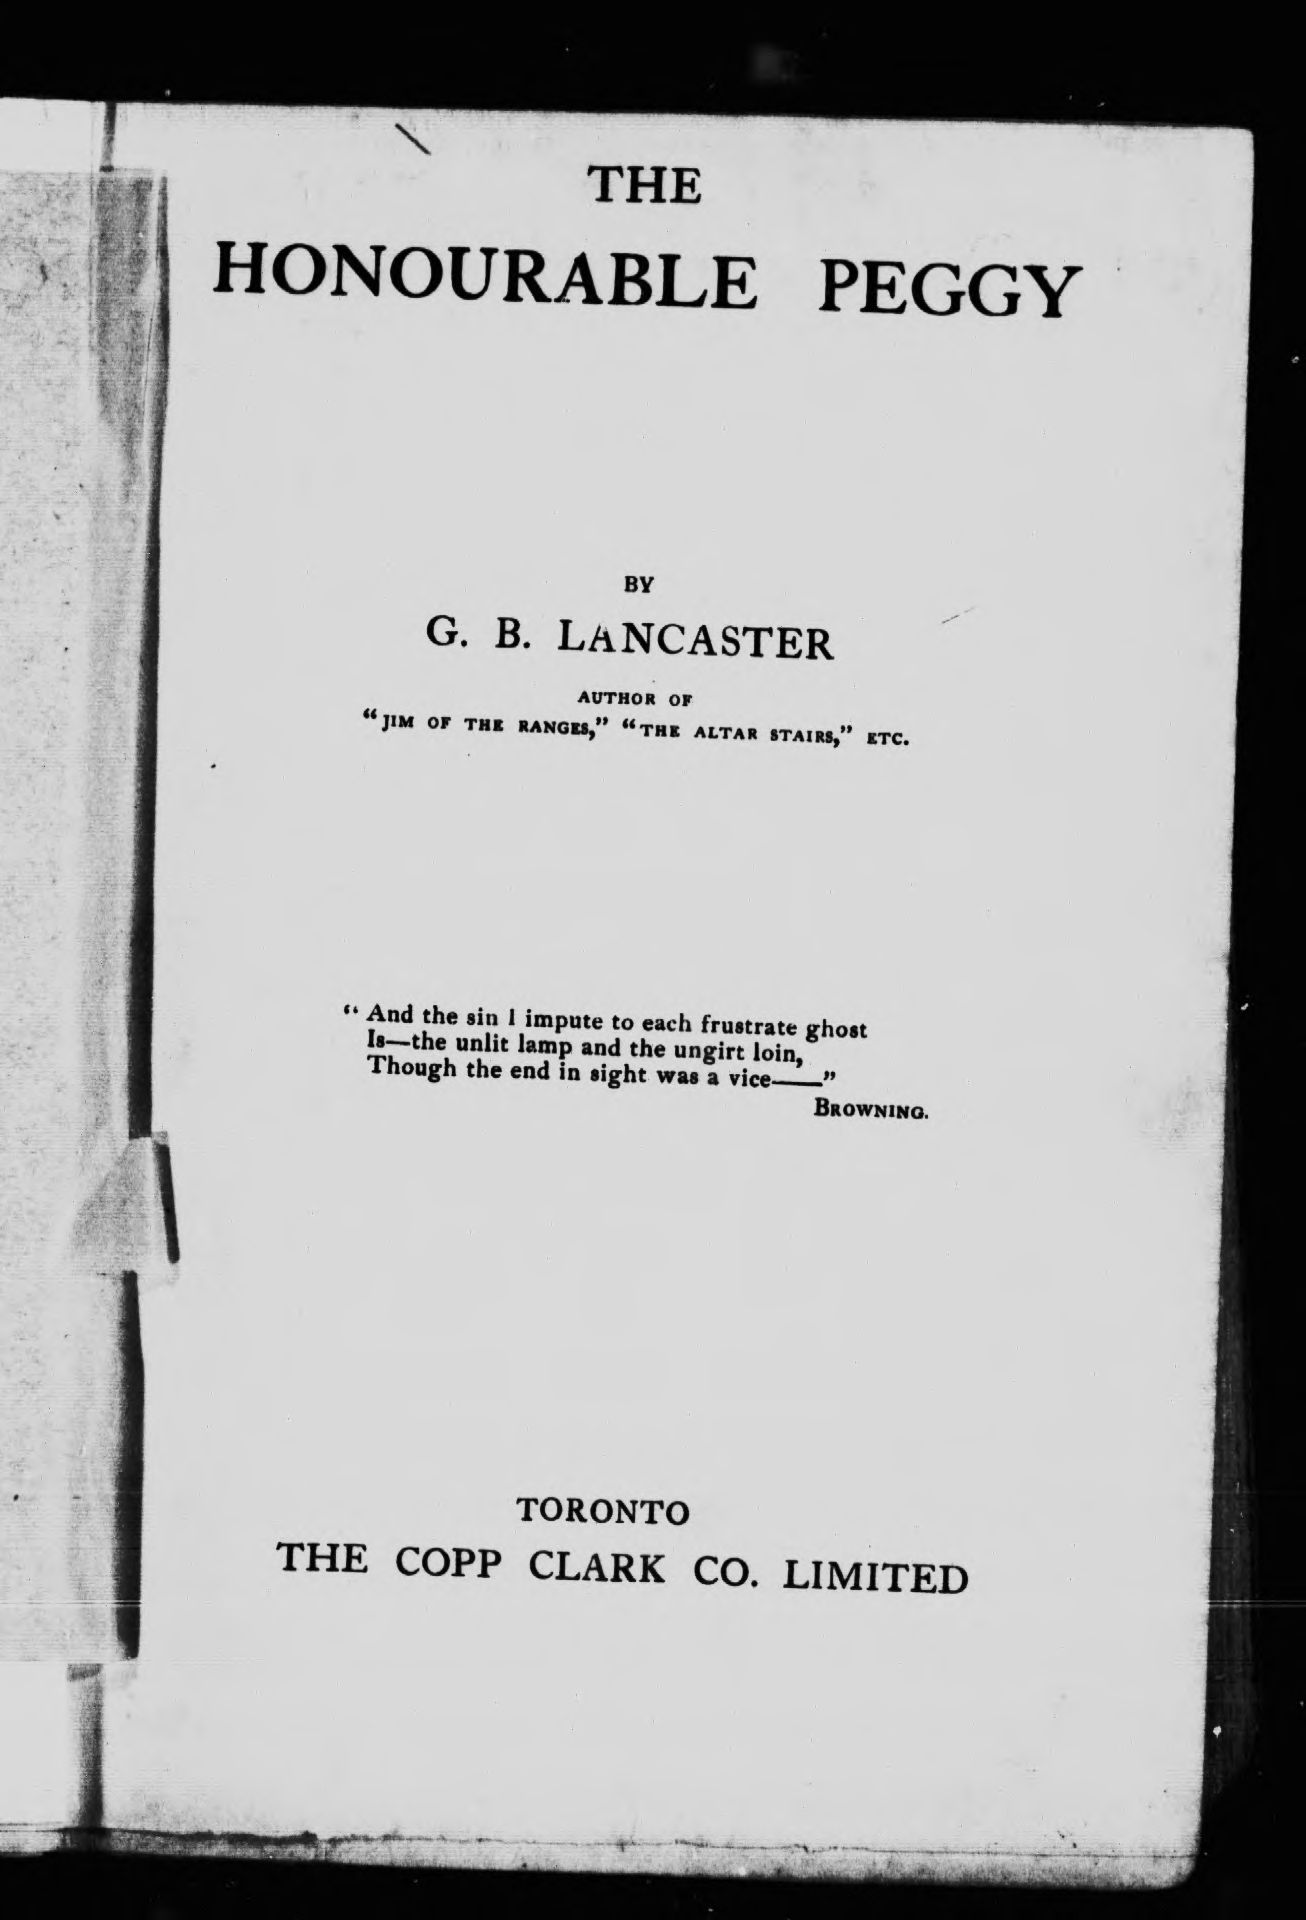 THE
HONOURABLE PEGGY
BY
G. B. LANCASTER
AUTHOR OF
“JIM OF THE RANGES,” “THE ALTAR STAIRS,” ETC.
“And the sin I impute to each frustrate ghost
Is—the unlit lamp and the ungirt loin,
Though the end in sight was a vice——”
BROWNING.
TORONTO
THE COPP CLARK CO. LIMITED